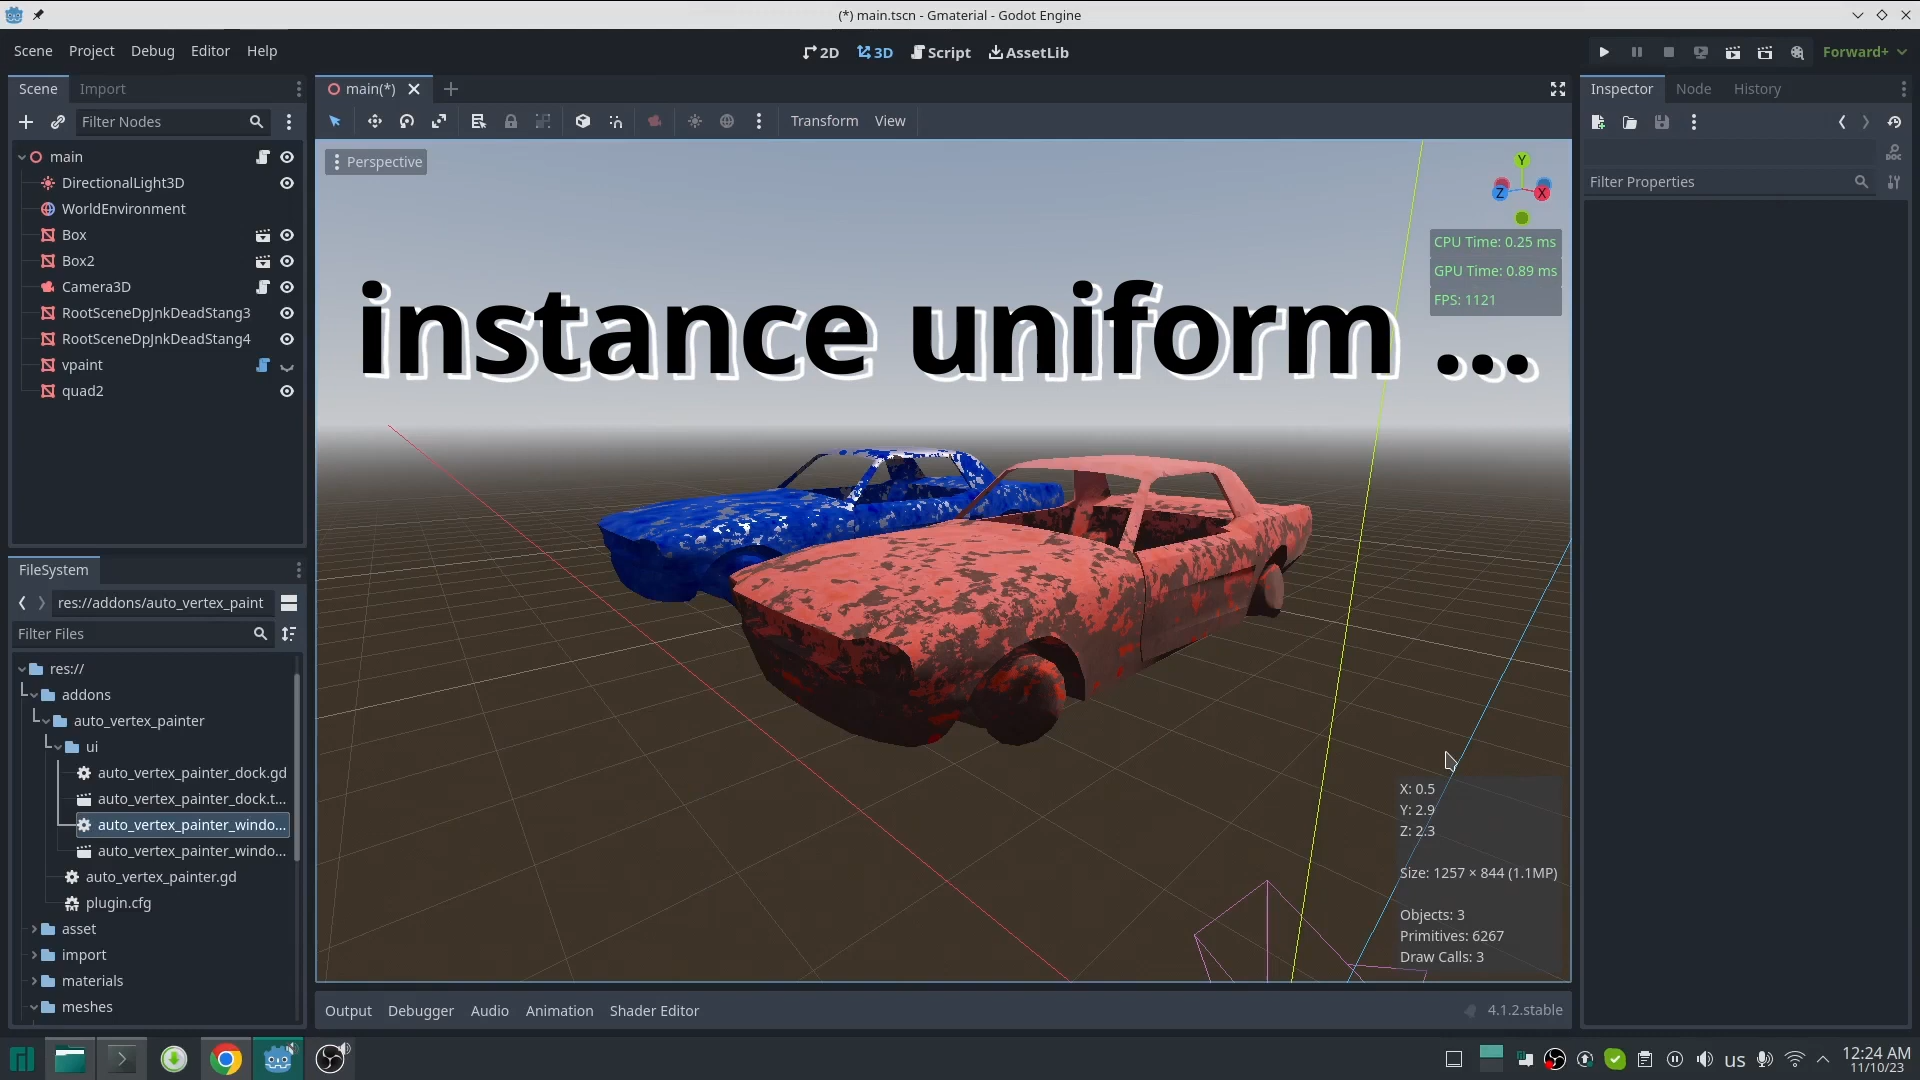 (*) main.tscn - Gmaterial - Godot Engine
Scene Project Debug Editor Help
2D 3D Script AssetLib
Forward+
Scene Import
main(*)
Inspector Node History
Filter Nodes
Transform View
Perspective
Filter Properties
main
DirectionalLight3D
WorldEnvironment
Box
Box2
Camera3D
RootSceneDpJnkDeadStang3
RootSceneDpJnkDeadStang4
vpaint
quad2
Y
Z
X
CPU Time: 0.25 ms
GPU Time: 0.89 ms
FPS: 1121
instance uniform ...
FileSystem
res://addons/auto_vertex_paint
Filter Files
res://
addons
auto_vertex_painter
ui
auto_vertex_painter_dock.gd
auto_vertex_painter_dock.t...
auto_vertex_painter_windo...
auto_vertex_painter_windo...
auto_vertex_painter.gd
plugin.cfg
asset
import
materials
meshes
X: 0.5
Y: 2.9
Z: 2.3
Size: 1257 × 844 (1.1MP)
Objects: 3
Primitives: 6267
Draw Calls: 3
Output Debugger Audio Animation Shader Editor
4.1.2.stable
us
12:24 AM
11/10/23